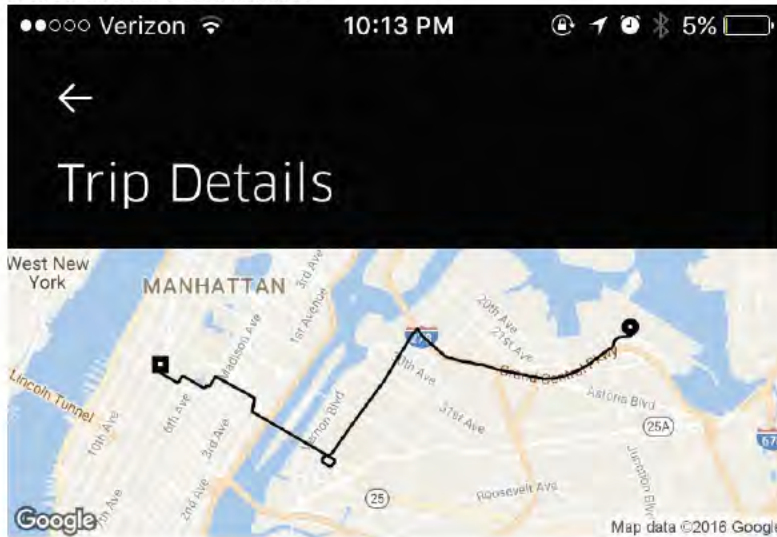 Verizon 10:13 PM 5%
Trip Details
West New
York
MANHATTAN
3rd Ave
1st Avenue
Madison Ave
20th Ave
21st Ave
Lincoln Tunnel
10th Ave
6th Ave
3rd Ave
2nd Ave
Vernon Blvd
31st Ave
Grand Central Pkwy
Astoria Blvd
25A
Junction Blvd
25
Roosevelt Ave
Google
Map data ©2016 Google